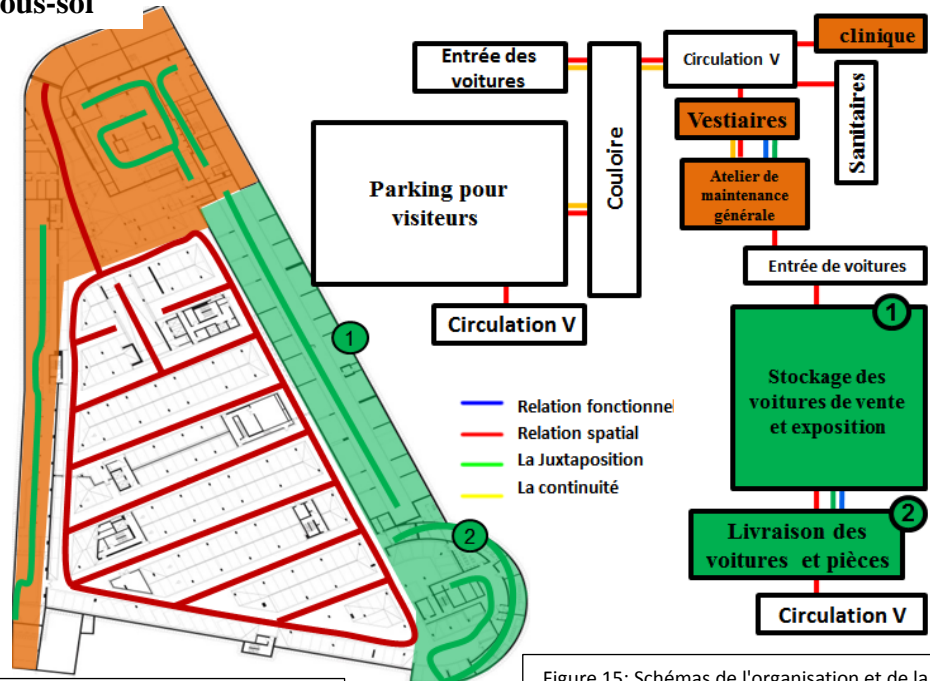 ous-sol
Entrée des
voitures
Couloire
Circulation V
clinique
Sanitaires
Vestiaires
Atelier de
maintenance
générale
Parking pour
visiteurs
Circulation V
Entrée de voitures
1
Stockage des
voitures de vente
et exposition
2
Livraison des
voitures et pièces
Circulation V
1
2
Relation fonctionnel
Relation spatial
La Juxtaposition
La continuité
Figure 15: Schémas de l'organisation et de la